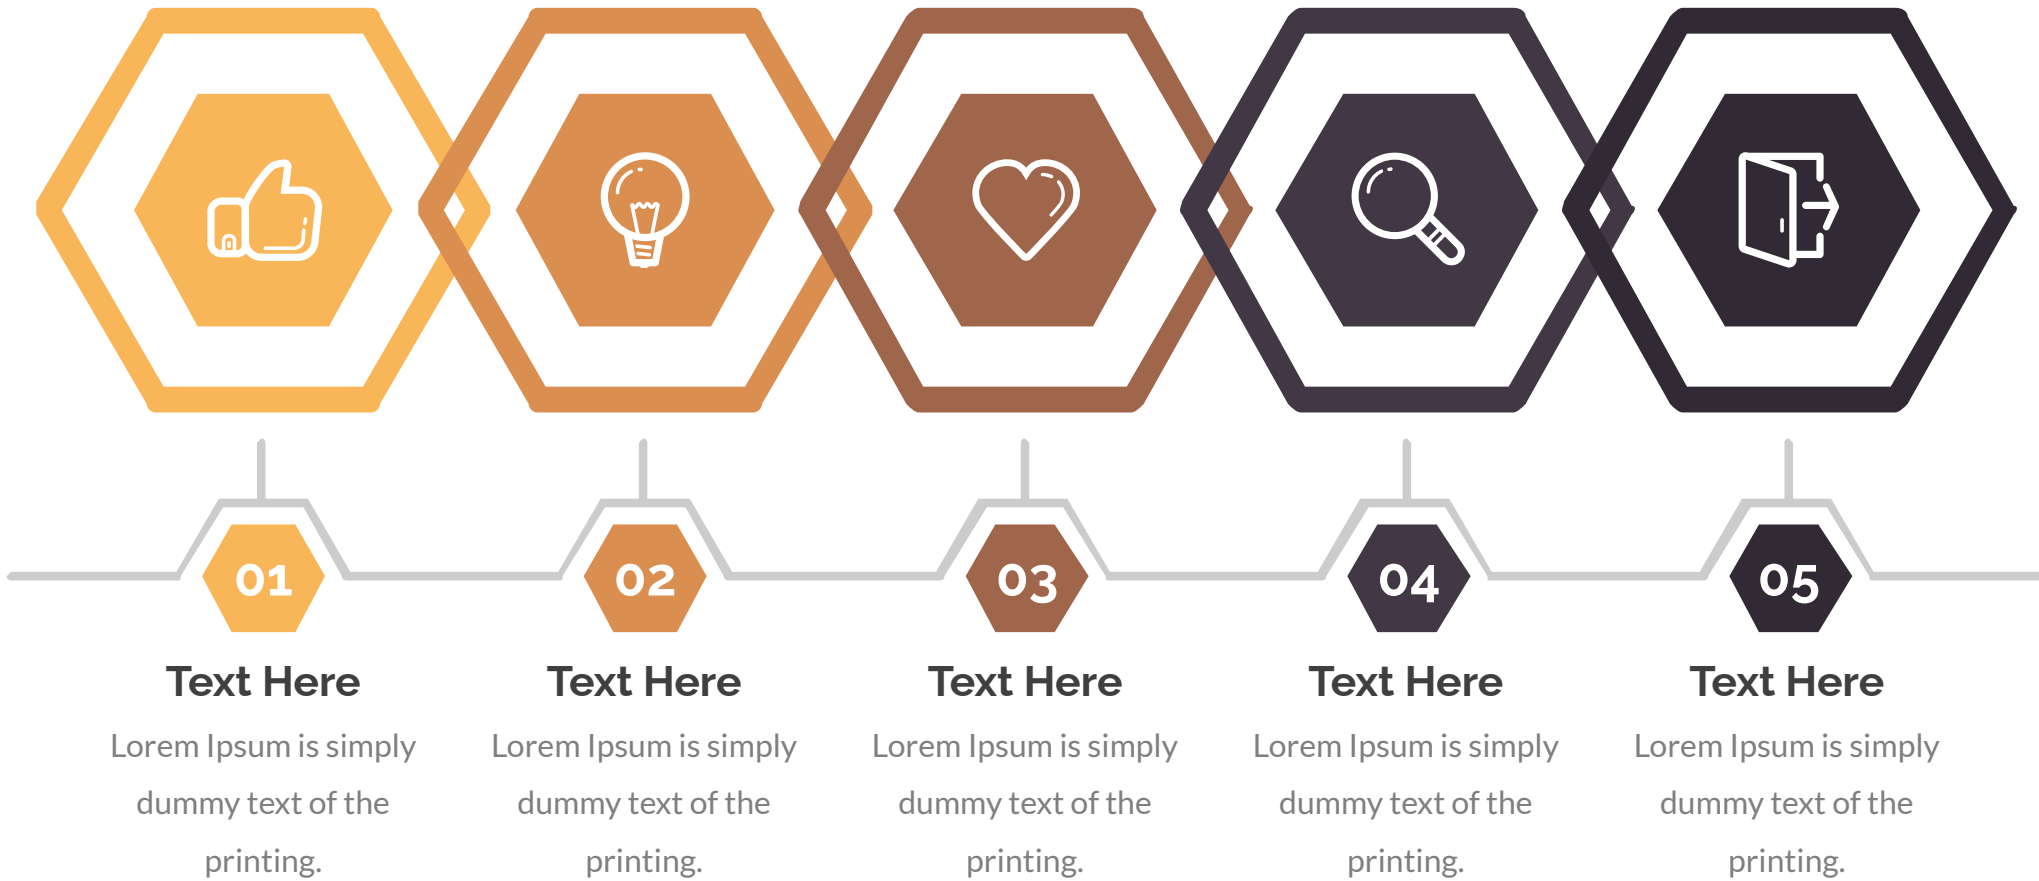 01
Text Here
Lorem Ipsum is simply
dummy text of the
printing.
02
Text Here
Lorem Ipsum is simply
dummy text of the
printing.
03
Text Here
Lorem Ipsum is simply
dummy text of the
printing.
04
Text Here
Lorem Ipsum is simply
dummy text of the
printing.
05
Text Here
Lorem Ipsum is simply
dummy text of the
printing.